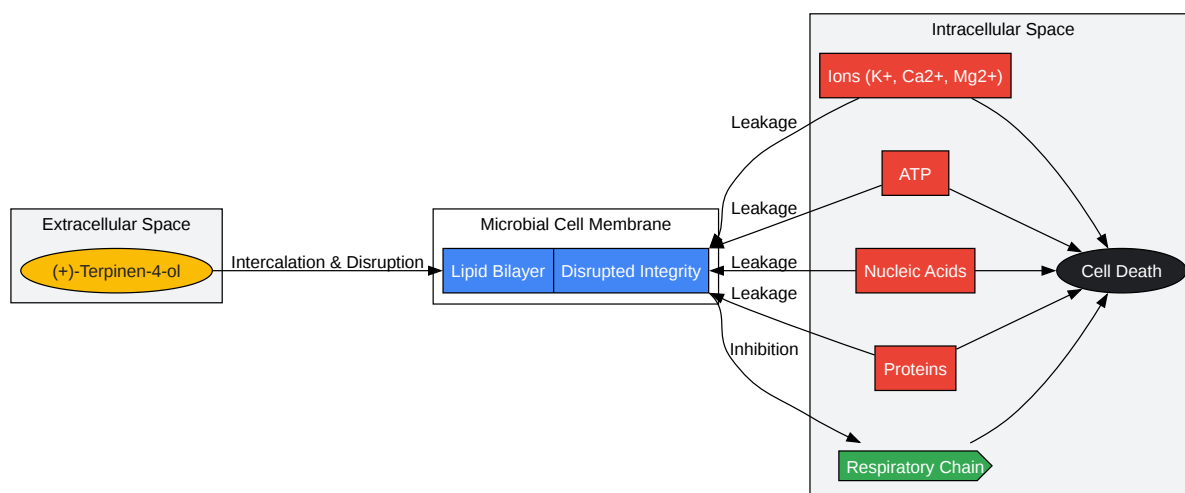 Intracellular Space
Ions (K+, Ca2+, Mg2+)
Leakage
ATP
Leakage
Extracellular Space
Microbial Cell Membrane
(+)-Terpinen-4-ol
Intercalation & Disruption
Lipid Bilayer
Disrupted Integrity
Leakage
Nucleic Acids
Cell Death
Leakage
Inhibition
Proteins
Respiratory Chain